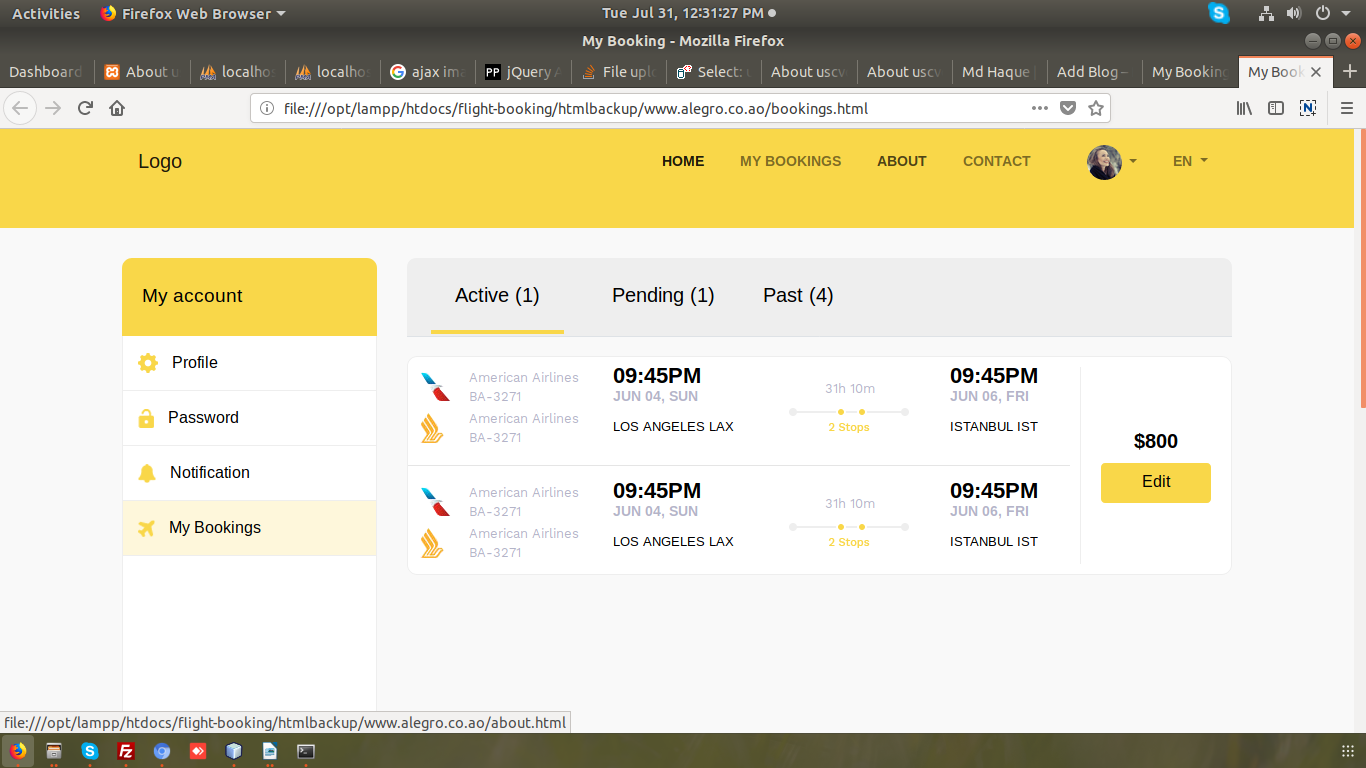 Activities Firefox Web Browser Tue Jul 31, 12:31:27 PM
My Booking - Mozilla Firefox
Dashboard About u localho localhos ajax ima jQuery A File uplo Select: About uscv About uscv Md Haque Add Blog – My Booking My Book
file:///opt/lampp/htdocs/flight-booking/htmlbackup/www.alegro.co.ao/bookings.html
Logo HOME MY BOOKINGS ABOUT CONTACT EN
My account
Profile
Password
Notification
My Bookings
Active (1) Pending (1) Past (4)
American Airlines
BA-3271
American Airlines
BA-3271
09:45PM
JUN 04, SUN
LOS ANGELES LAX
31h 10m
2 Stops
09:45PM
JUN 06, FRI
ISTANBUL IST
American Airlines
BA-3271
American Airlines
BA-3271
09:45PM
JUN 04, SUN
LOS ANGELES LAX
31h 10m
2 Stops
09:45PM
JUN 06, FRI
ISTANBUL IST
$800
Edit
file:///opt/lampp/htdocs/flight-booking/htmlbackup/www.alegro.co.ao/about.html